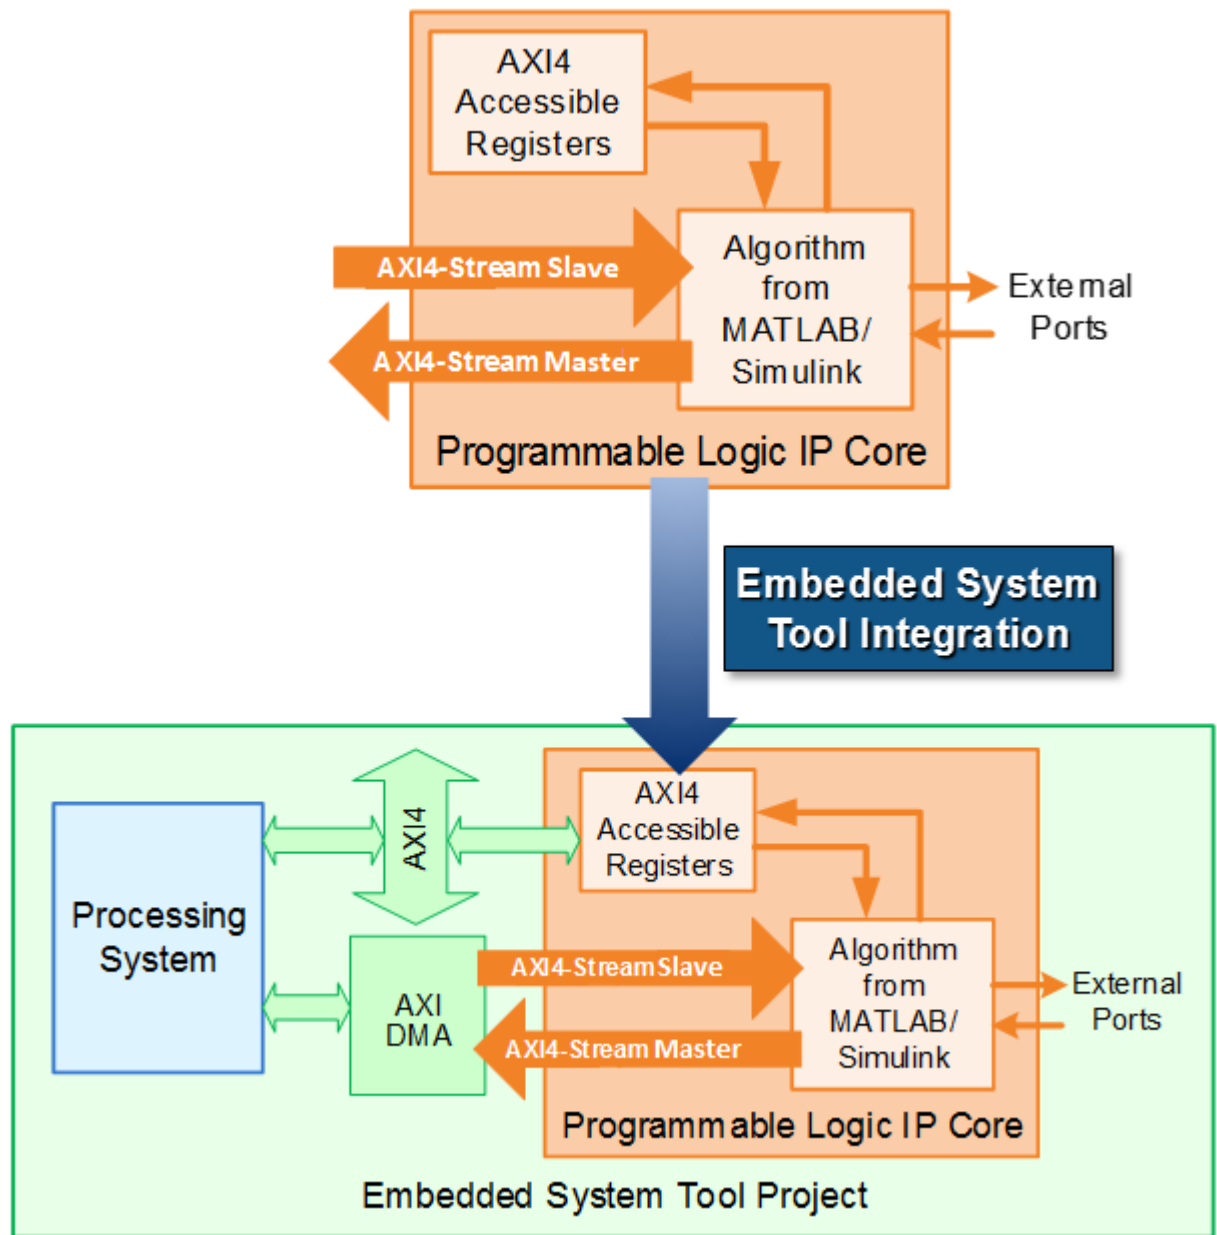 AXI4
Accessible
Registers
AXI4-Stream Slave
AXI4-Stream Master
Algorithm
from
MATLAB/
Simulink
External
Ports
Programmable Logic IP Core
Embedded System
Tool Integration
Processing
System
AXI4
AXI
DMA
AXI4
Accessible
Registers
AXI4-Stream Slave
AXI4-Stream Master
Algorithm
from
MATLAB/
Simulink
External
Ports
Programmable Logic IP Core
Embedded System Tool Project